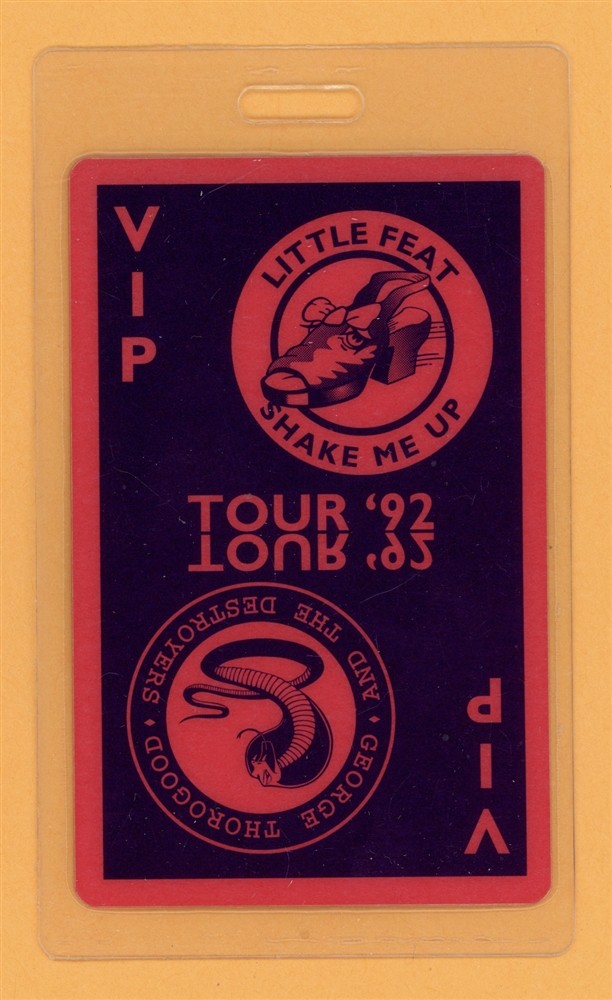 VIP
LITTLE FEAT
SHAKE ME UP
TOUR '92
TOUR '92
GEORGE THOROGOOD
AND THE DESTROYERS
VIP